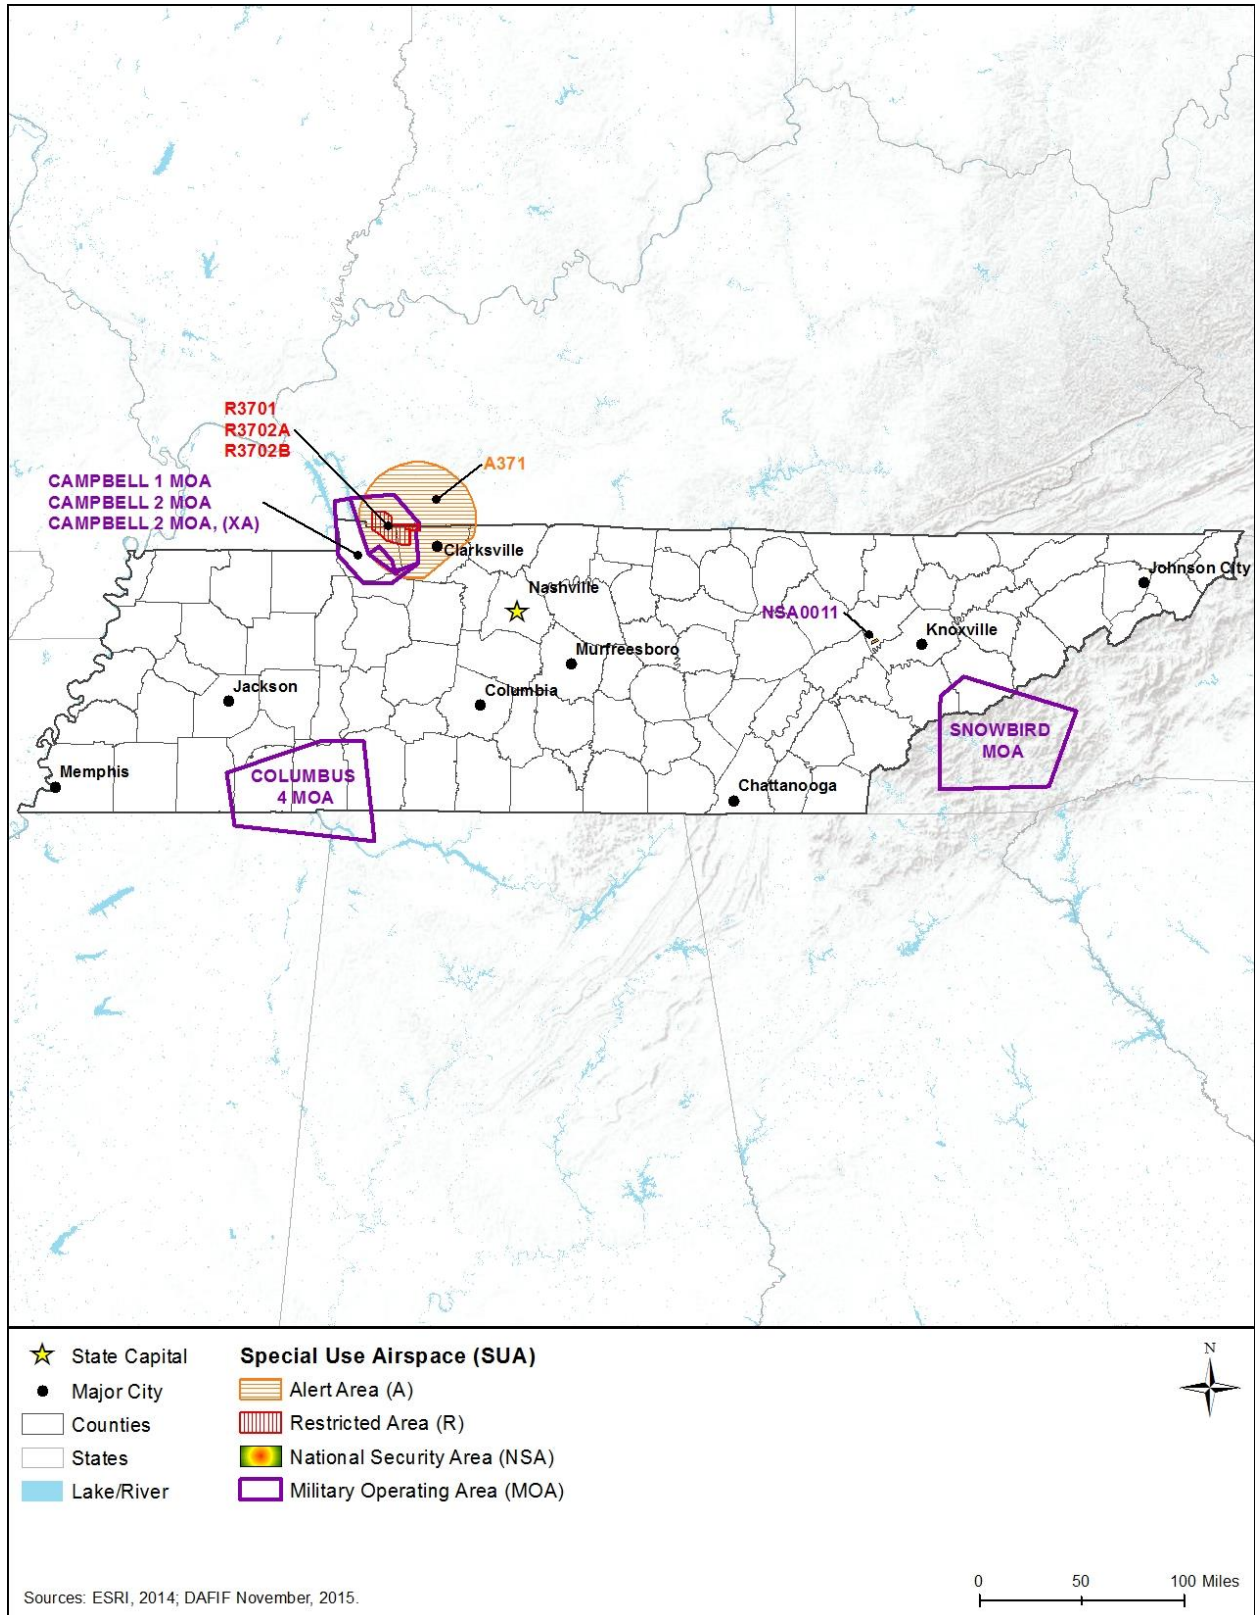 R3701
R3702A
R3702B
A371
CAMPBELL 1 MOA
CAMPBELL 2 MOA
CAMPBELL 2 MOA, (XA)
Clarksville
Nashville
Johnson City
NSA0011
Knoxville
Murfreesboro
Jackson
Columbia
SNOWBIRD
MOA
Memphis
COLUMBUS
4 MOA
Chattanooga
State Capital
Major City
Counties
States
Lake/River
Special Use Airspace (SUA)
Alert Area (A)
Restricted Area (R)
National Security Area (NSA)
Military Operating Area (MOA)
N
Sources: ESRI, 2014; DAFIF November, 2015.
0 50 100 Miles